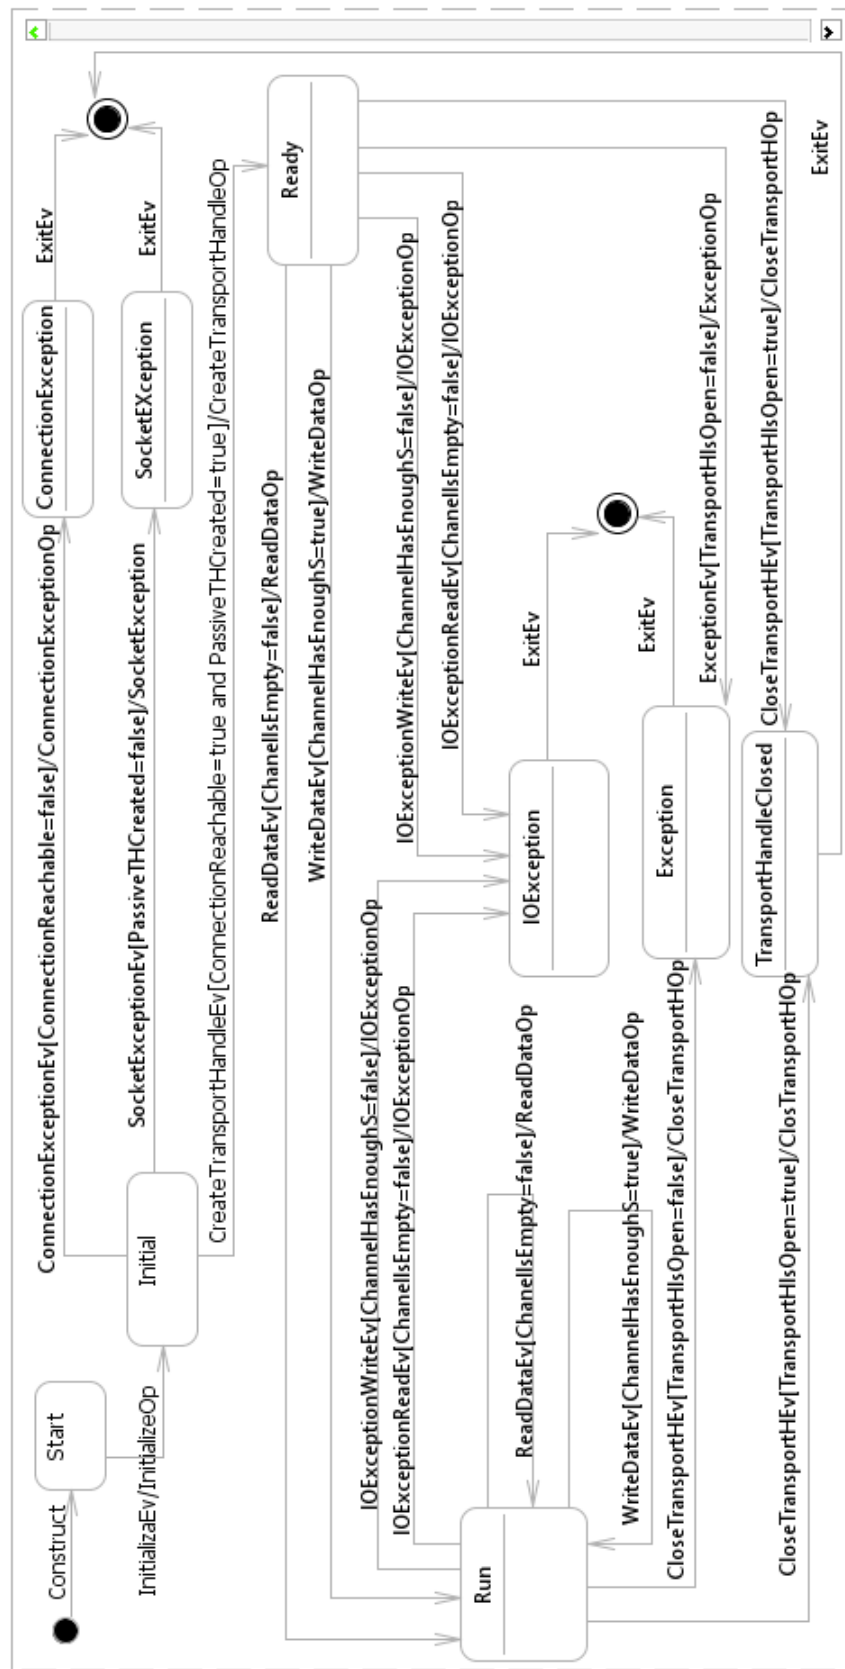 Construct
Start
InitializaEv/InitializeOp
Initial
ConnectionExceptionEv[ConnectionReachable=false]/ConnectionExceptionOp
ConnectionException
ExitEv
SocketExceptionEv[PassiveTHCreated=false]/SocketException
SocketEXception
ExitEv
CreateTransportHandleEv[ConnectionReachable=true and PassiveTHCreated=true]/CreateTransportHandleOp
Ready
ReadDataEv[ChanelIsEmpty=false]/ReadDataOp
WriteDataEv[ChannelHasEnoughS=true]/WriteDataOp
IOExceptionWriteEv[ChannelHasEnoughS=false]/IOExceptionOp
IOExceptionReadEv[ChanelIsEmpty=false]/IOExceptionOp
IOExceptionWriteEv[ChannelHasEnoughS=false]/IOExceptionOp
IOExceptionReadEv[ChanelIsEmpty=false]/IOExceptionOp
Run
ReadDataEv[ChanelIsEmpty=false]/ReadDataOp
WriteDataEv[ChannelHasEnoughS=true]/WriteDataOp
IOException
ExitEv
Exception
ExitEv
CloseTransportHEv[TransportHIsOpen=false]/CloseTransportHOp
ExceptionEv[TransportHIsOpen=false]/ExceptionOp
TransportHandleClosed
CloseTransportHEv[TransportHIsOpen=true]/CloseTransportHOp
CloseTransportHEv[TransportHIsOpen=true]/ClosTransportHOp
ExitEv